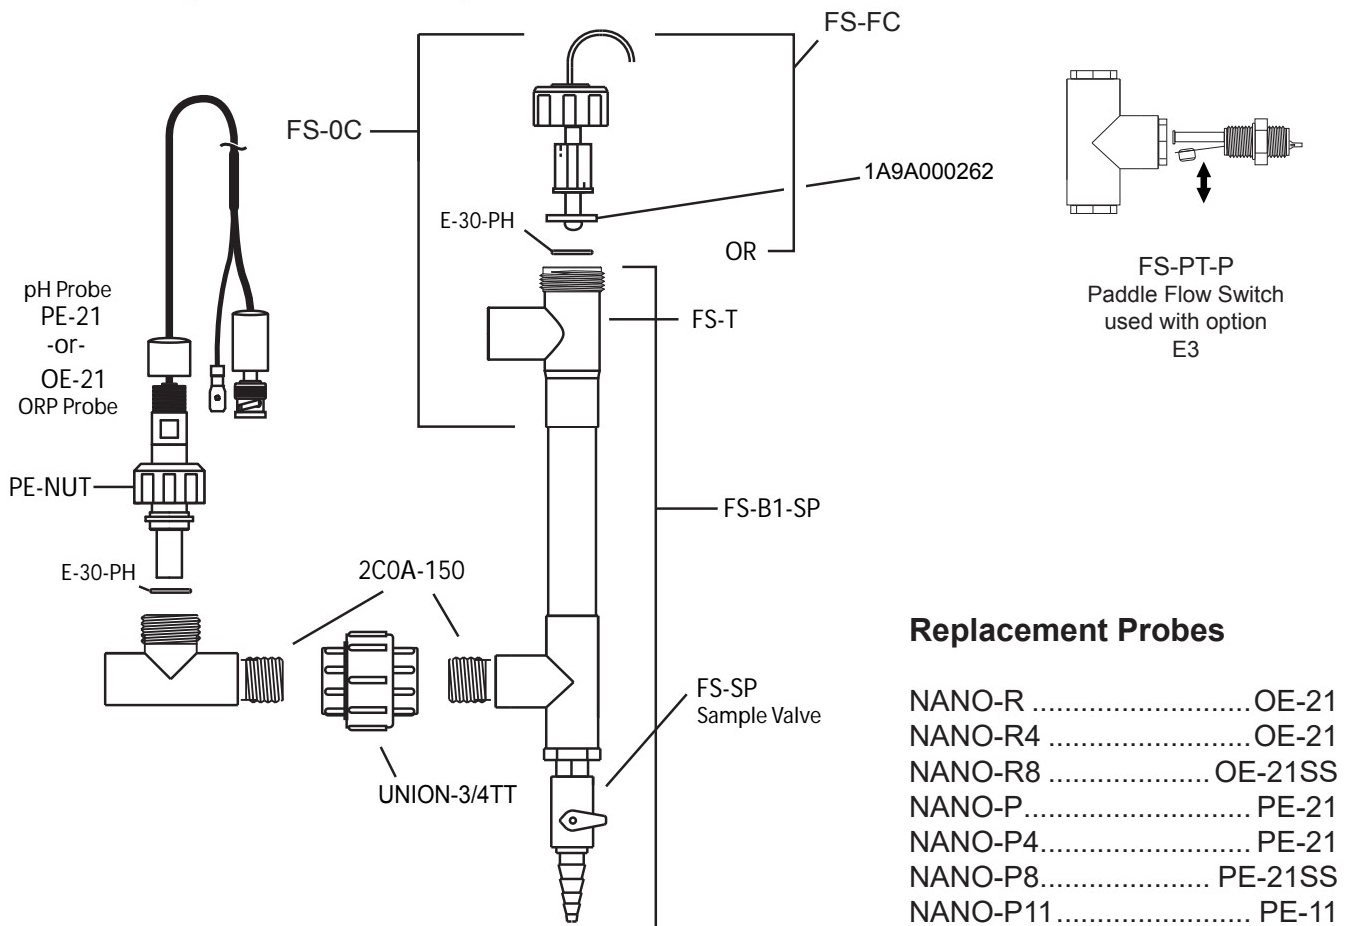 FS-FC
FS-0C
1A9A000262
E-30-PH
OR
FS-PT-P
Paddle Flow Switch
used with option
E3
FS-T
pH Probe
PE-21
-or-
OE-21
ORP Probe
PE-NUT
FS-B1-SP
E-30-PH
2C0A-150
FS-SP
Sample Valve
UNION-3/4TT
Replacement Probes
NANO-R ............................OE-21
NANO-R4 ..........................OE-21
NANO-R8 .................... OE-21SS
NANO-P............................ PE-21
NANO-P4.......................... PE-21
NANO-P8..................... PE-21SS
NANO-P11........................ PE-11